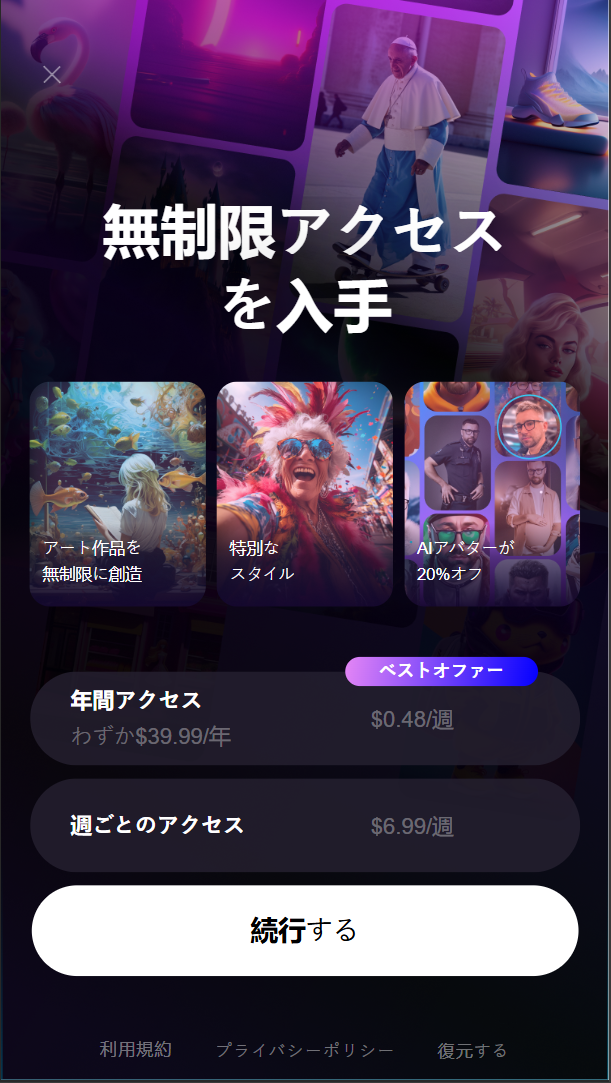 無制限アクセス
を入手
アート作品を
無制限に創造
特別な
スタイル
AIアバターが
20%オフ
ベストオファー
年間アクセス
わずか$39.99/年
$0.48/週
週ごとのアクセス
$6.99/週
続行する
利用規約
プライバシーポリシー
復元する